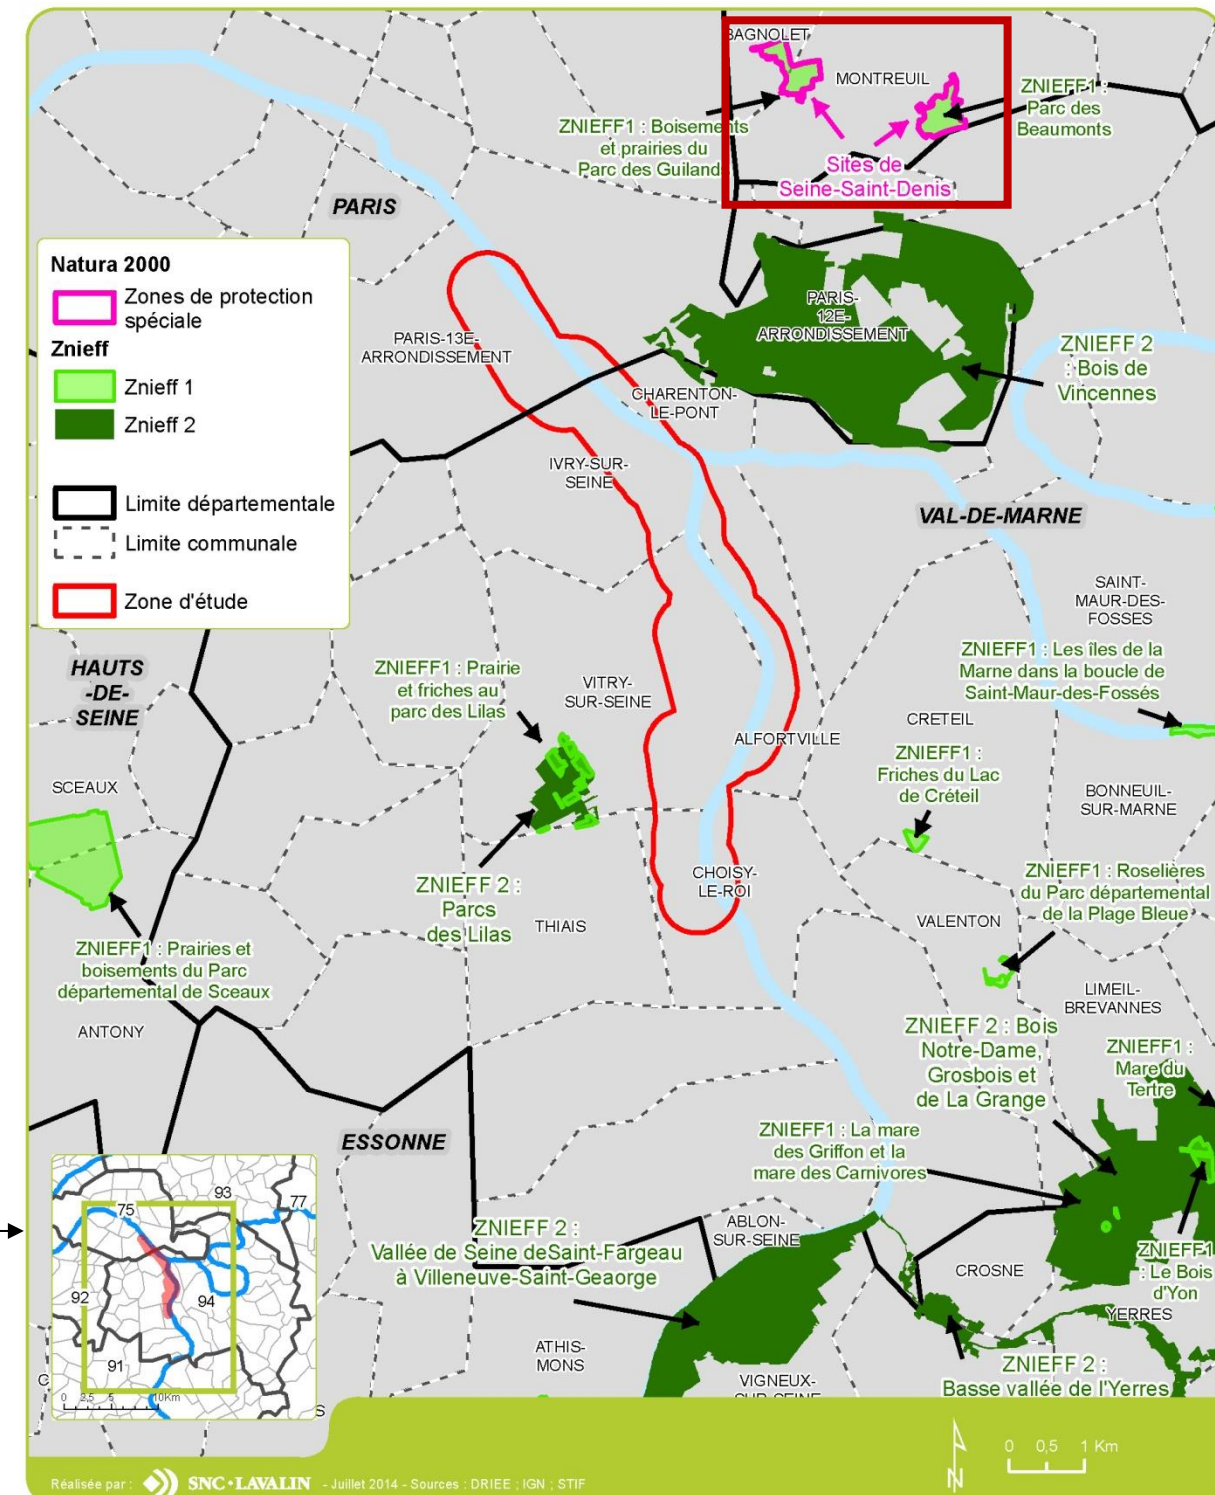 BAGNOLET
MONTREUIL
ZNIEFF1 :
Parc des
Beaumonts
ZNIEFF1 : Boisements
et prairies du
Parc des Guilands
Sites de
Seine-Saint-Denis
PARIS
Natura 2000
Zones de protection
spéciale
Znieff
Znieff 1
Znieff 2
Limite départementale
Limite communale
Zone d'étude
PARIS-13E-
ARRONDISSEMENT
PARIS-
12E-
ARRONDISSEMENT
ZNIEFF 2
: Bois de
Vincennes
CHARENTON-
LE-PONT
IVRY-SUR-
SEINE
VAL-DE-MARNE
SAINT-
MAUR-DES-
FOSSES
HAUTS
-DE-
SEINE
ZNIEFF1 : Prairie
et friches au
parc des Lilas
VITRY-
SUR-SEINE
ZNIEFF1 : Les îles de la
Marne dans la boucle de
Saint-Maur-des-Fossés
CRETEIL
ALFORTVILLE
ZNIEFF1 :
Friches du Lac
de Créteil
SCEAUX
BONNEUIL-
SUR-MARNE
CHOISY-
LE-ROI
ZNIEFF 2 :
Parcs
des Lilas
THIAIS
ZNIEFF1 : Roselières
du Parc départemental
de la Plage Bleue
VALENTON
ZNIEFF1 : Prairies et
boisements du Parc
départemental de Sceaux
LIMEIL-
BREVANNES
ANTONY
ZNIEFF 2 : Bois
Notre-Dame,
Grosbois et
de La Grange
ZNIEFF1 :
Mare du
Tertre
ESSONNE
ZNIEFF1 : La mare
des Griffon et la
mare des Carnivores
ZNIEFF 2 :
Vallée de Seine deSaint-Fargeau
à Villeneuve-Saint-Geaorge
ABLON-
SUR-SEINE
CROSNE
ZNIEFF1
: Le Bois
d'Yon
YERRES
ATHIS-
MONS
VIGNEUX-
SUR-SEINE
ZNIEFF 2 :
Basse vallée de l'Yerres
93
75
77
92
94
91
0 2,5 5 10Km
0 0,5 1 Km
N
Réalisée par : SNC•LAVALIN - Juillet 2014 - Sources : DRIEE ; IGN ; STIF